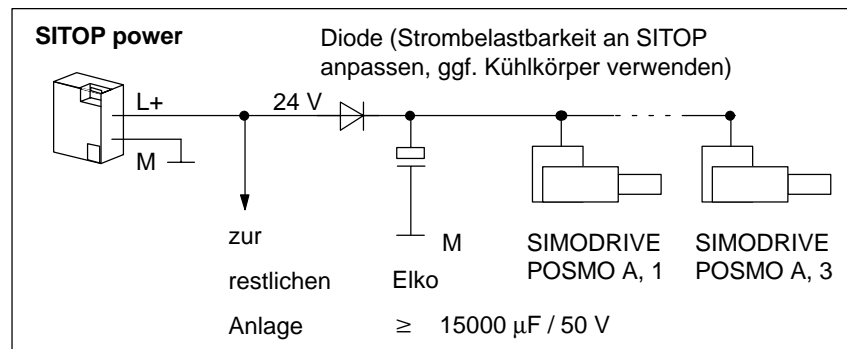 SITOP power
Diode (Strombelastbarkeit an SITOP
anpassen, ggf. Kühlkörper verwenden)
L+
24 V
M
zur
restlichen
Anlage
M
Elko
≥ 15000 μF / 50 V
SIMODRIVE
POSMO A, 1
SIMODRIVE
POSMO A, 3